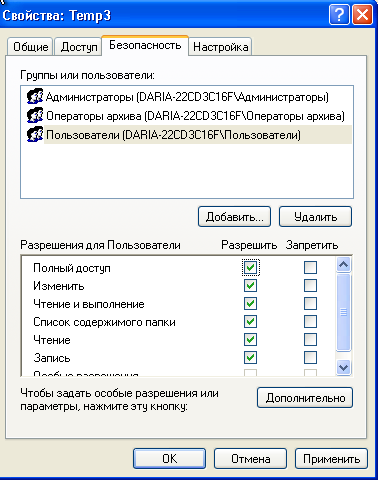 Свойства: Temp3
Общие Доступ Безопасность Настройка
Группы или пользователи:
Администраторы (DARIA-22CD3C16F\Администраторы)
Операторы архива (DARIA-22CD3C16F\Операторы архива)
Пользователи (DARIA-22CD3C16F\Пользователи)
Добавить... Удалить
Разрешения для Пользователи Разрешить Запретить
Полный доступ
Изменить
Чтение и выполнение
Список содержимого папки
Чтение
Запись
Особые разрешения
Чтобы задать особые разрешения или
параметры, нажмите эту кнопку:
Дополнительно
OK Отмена Применить